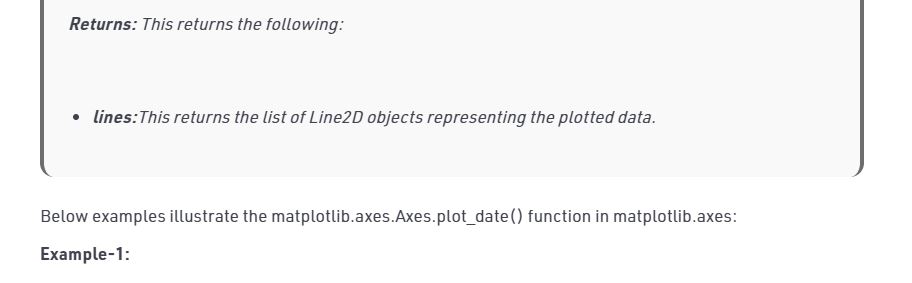 Returns: This returns the following:
• lines:This returns the list of Line2D objects representing the plotted data.
Below examples illustrate the matplotlib.axes.Axes.plot_date() function in matplotlib.axes:
Example-1: